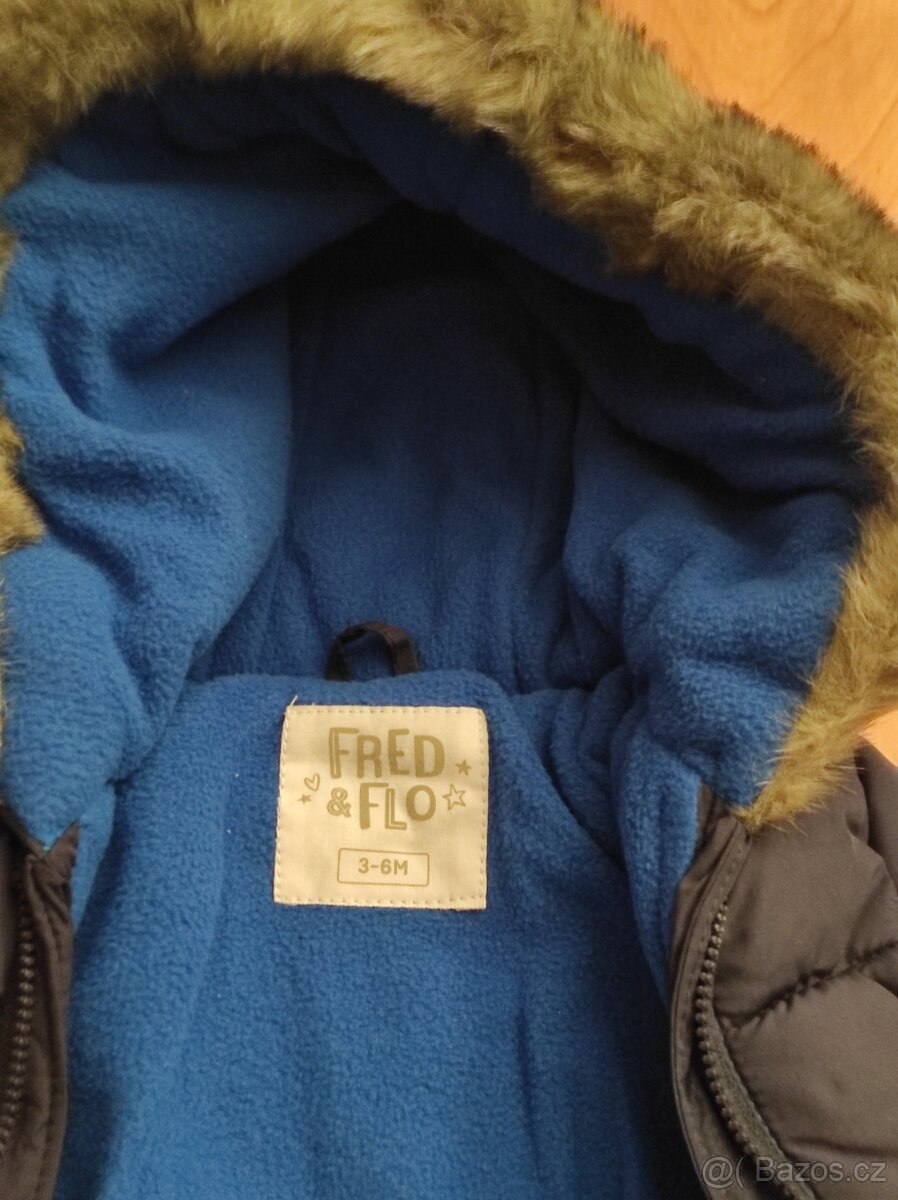 FRED
& FLO
3-6M
@( Bazos.cz